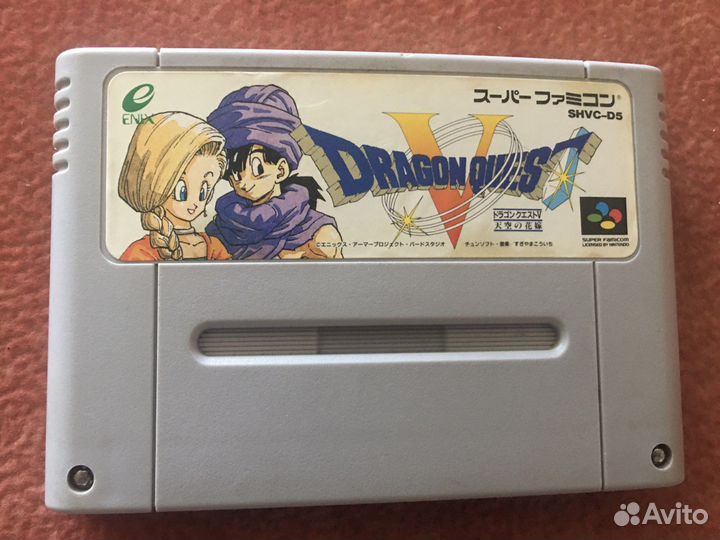 ENIX
スーパーファミコン®
SHVC-D5
DRAGON QUEST
V
ドラゴンクエストV
天空の花嫁
SUPER FAMICOM
LICENSED BY NINTENDO
©エニックス・アーマープロジェクト・バードスタジオ チュンソフト・音楽:すぎやまこういち
Avito